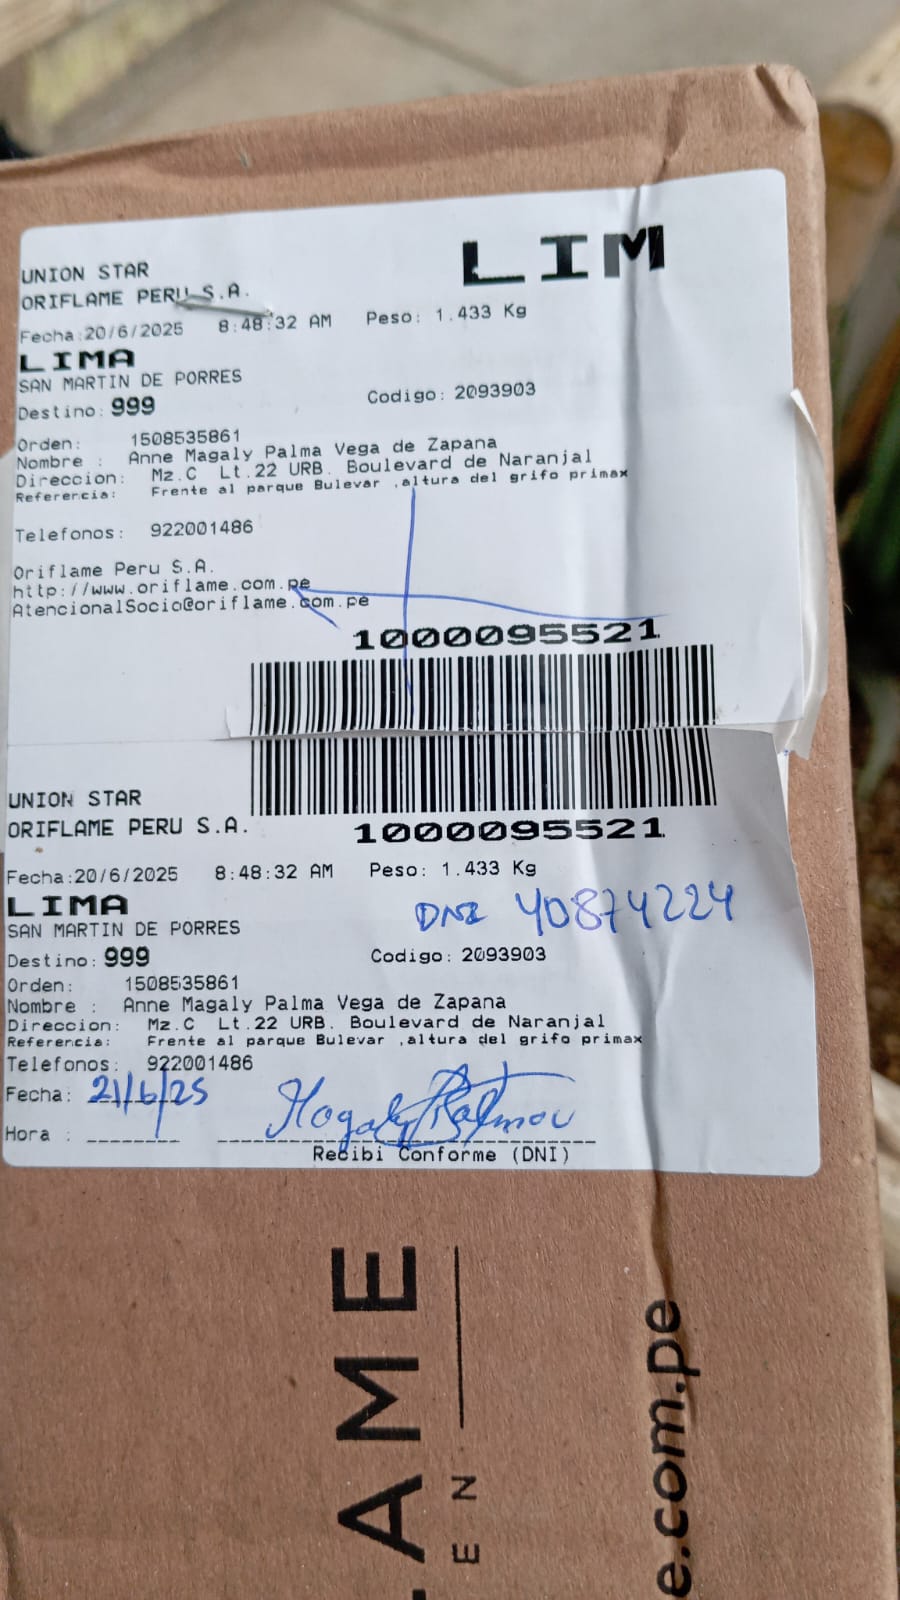 LIM
UNION STAR
ORIFLAME PERU S.A.
Fecha:20/6/2025 8:48:32 AM Peso: 1.433 Kg
LIMA
SAN MARTIN DE PORRES
Destino: 999 Codigo: 2093903
Orden: 1508535861
Nombre : Anne Magaly Palma Vega de Zapana
Direccion: Mz.C Lt.22 URB. Boulevard de Naranjal
Referencia: Frente al parque Bulevar ,altura del grifo primax
Telefonos: 922001486
Oriflame Peru S.A.
http://www.oriflame.com.pe
AtencionalSocio@oriflame.com.pe
1000095521
1000095521
UNION STAR
ORIFLAME PERU S.A.
Fecha:20/6/2025 8:48:32 AM Peso: 1.433 Kg
LIMA
SAN MARTIN DE PORRES
DNI 40874224
Destino: 999 Codigo: 2093903
Orden: 1508535861
Nombre : Anne Magaly Palma Vega de Zapana
Direccion: Mz.C Lt.22 URB. Boulevard de Naranjal
Referencia: Frente al parque Bulevar ,altura del grifo primax
Telefonos: 922001486
Fecha: 21/6/25
Hora :
Recibi Conforme (DNI)
AME
EN
e.com.pe